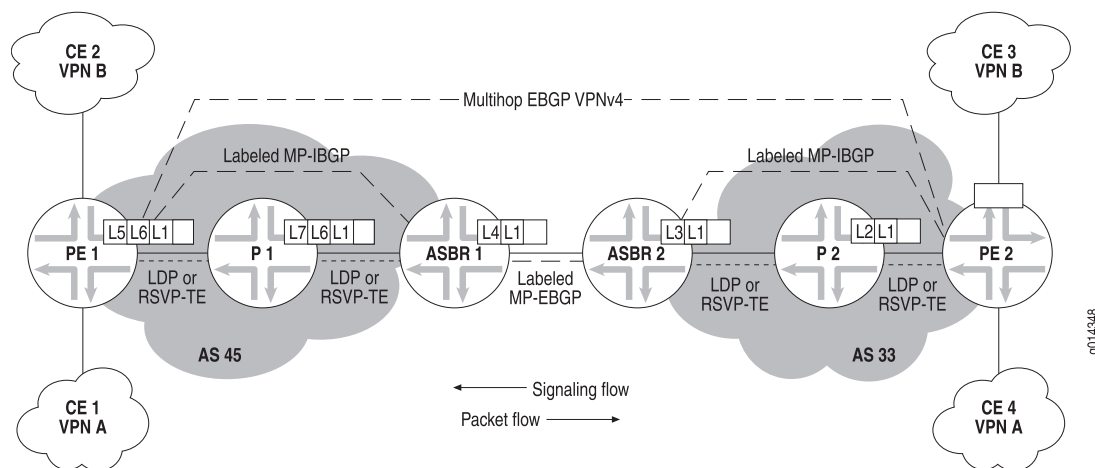 CE 2
VPN B
CE 3
VPN B
Multihop EBGP VPNv4
Labeled MP-IBGP
Labeled MP-IBGP
L5 L6 L1
L7 L6 L1
L4 L1
L3 L1
L2 L1
PE 1
P 1
ASBR 1
ASBR 2
P 2
PE 2
LDP or
RSVP-TE
LDP or
RSVP-TE
Labeled
MP-EBGP
LDP or
RSVP-TE
LDP or
RSVP-TE
AS 45
AS 33
g014348
Signaling flow
Packet flow
CE 1
VPN A
CE 4
VPN A